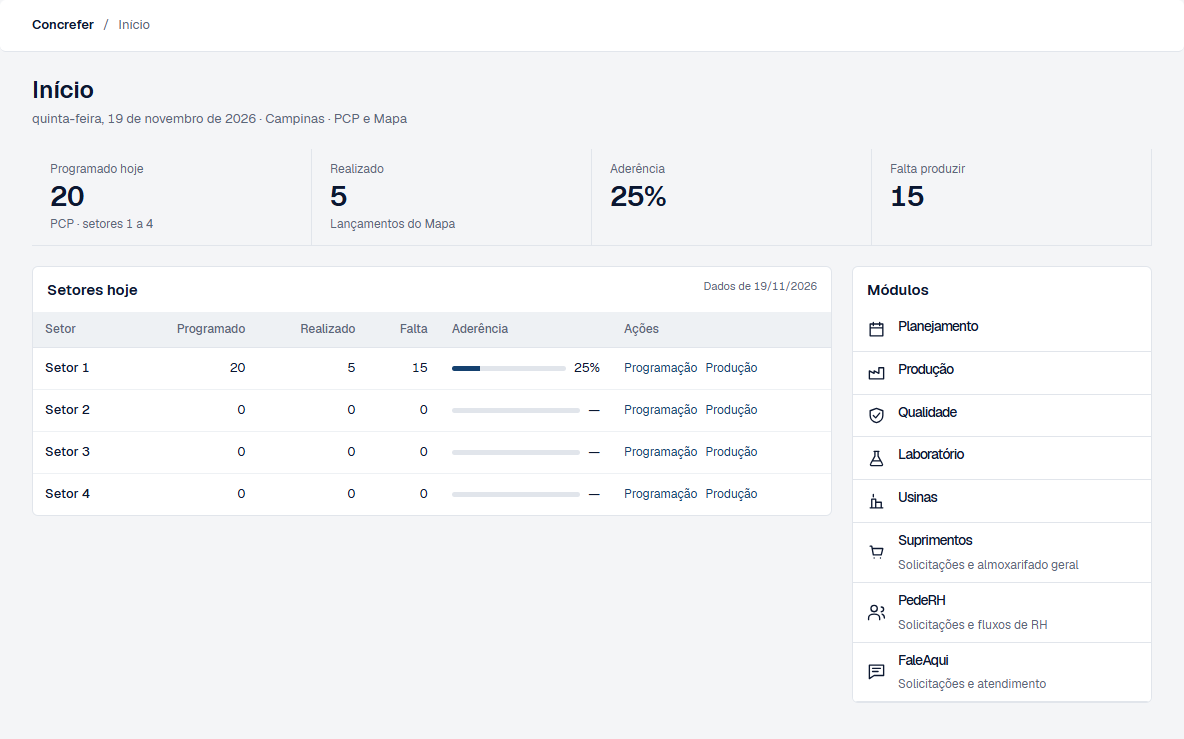 Concrefer / Início
Início
quinta-feira, 19 de novembro de 2026 · Campinas · PCP e Mapa
Programado hoje
20
PCP · setores 1 a 4
Realizado
5
Lançamentos do Mapa
Aderência
25%
Falta produzir
15
Setores hoje
Dados de 19/11/2026
Setor Programado Realizado Falta Aderência Ações
Setor 1 20 5 15 25% Programação Produção
Setor 2 0 0 0 — Programação Produção
Setor 3 0 0 0 — Programação Produção
Setor 4 0 0 0 — Programação Produção
Módulos
Planejamento
Produção
Qualidade
Laboratório
Usinas
Suprimentos
Solicitações e almoxarifado geral
PedeRH
Solicitações e fluxos de RH
FaleAqui
Solicitações e atendimento